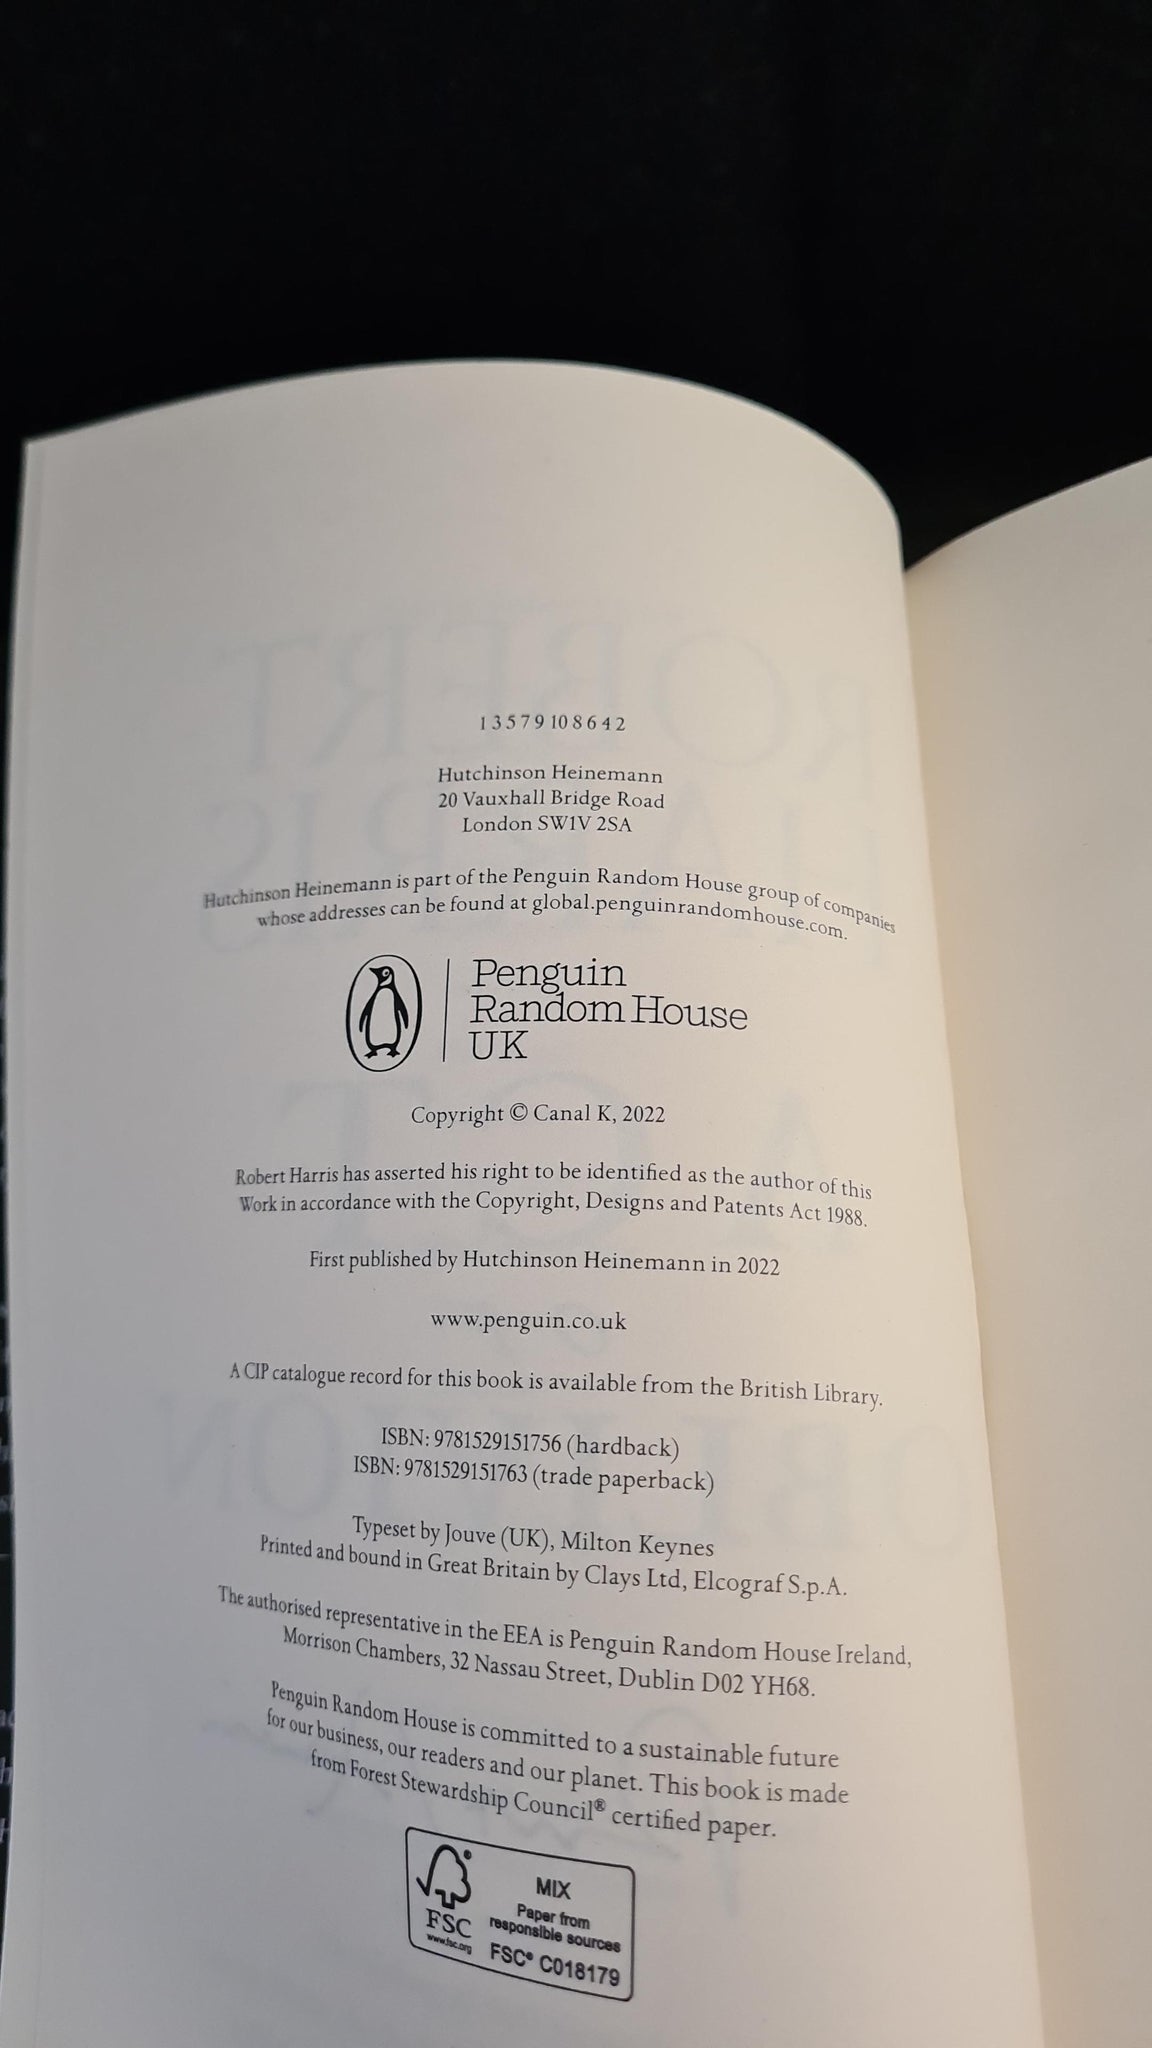 1 3 5 7 9 10 8 6 4 2
Hutchinson Heinemann
20 Vauxhall Bridge Road
London SW1V 2SA
Hutchinson Heinemann is part of the Penguin Random House group of companies
whose addresses can be found at global.penguinrandomhouse.com.
Penguin
Random House
UK
Copyright © Canal K, 2022
Robert Harris has asserted his right to be identified as the author of this
Work in accordance with the Copyright, Designs and Patents Act 1988.
First published by Hutchinson Heinemann in 2022
www.penguin.co.uk
A CIP catalogue record for this book is available from the British Library.
ISBN: 9781529151756 (hardback)
ISBN: 9781529151763 (trade paperback)
Typeset by Jouve (UK), Milton Keynes
Printed and bound in Great Britain by Clays Ltd, Elcograf S.p.A.
The authorised representative in the EEA is Penguin Random House Ireland,
Morrison Chambers, 32 Nassau Street, Dublin D02 YH68.
Penguin Random House is committed to a sustainable future
for our business, our readers and our planet. This book is made
from Forest Stewardship Council® certified paper.
MIX
Paper from
responsible sources
FSC® C018179
FSC
www.fsc.org
ROBERT
HARRIS
ACT
OF
OBLIVION